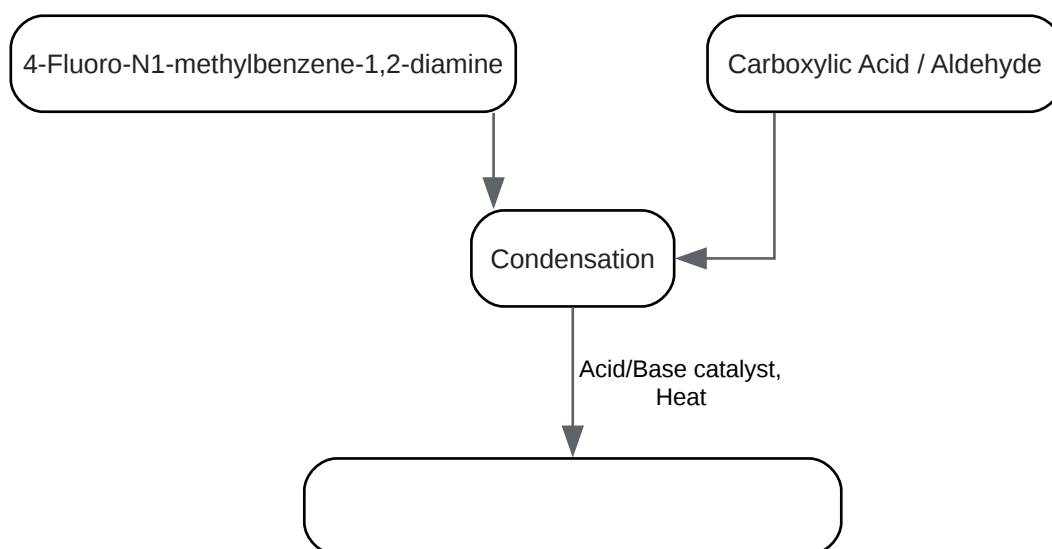 4-Fluoro-N1-methylbenzene-1,2-diamine
Carboxylic Acid / Aldehyde
Condensation
Acid/Base catalyst,
Heat